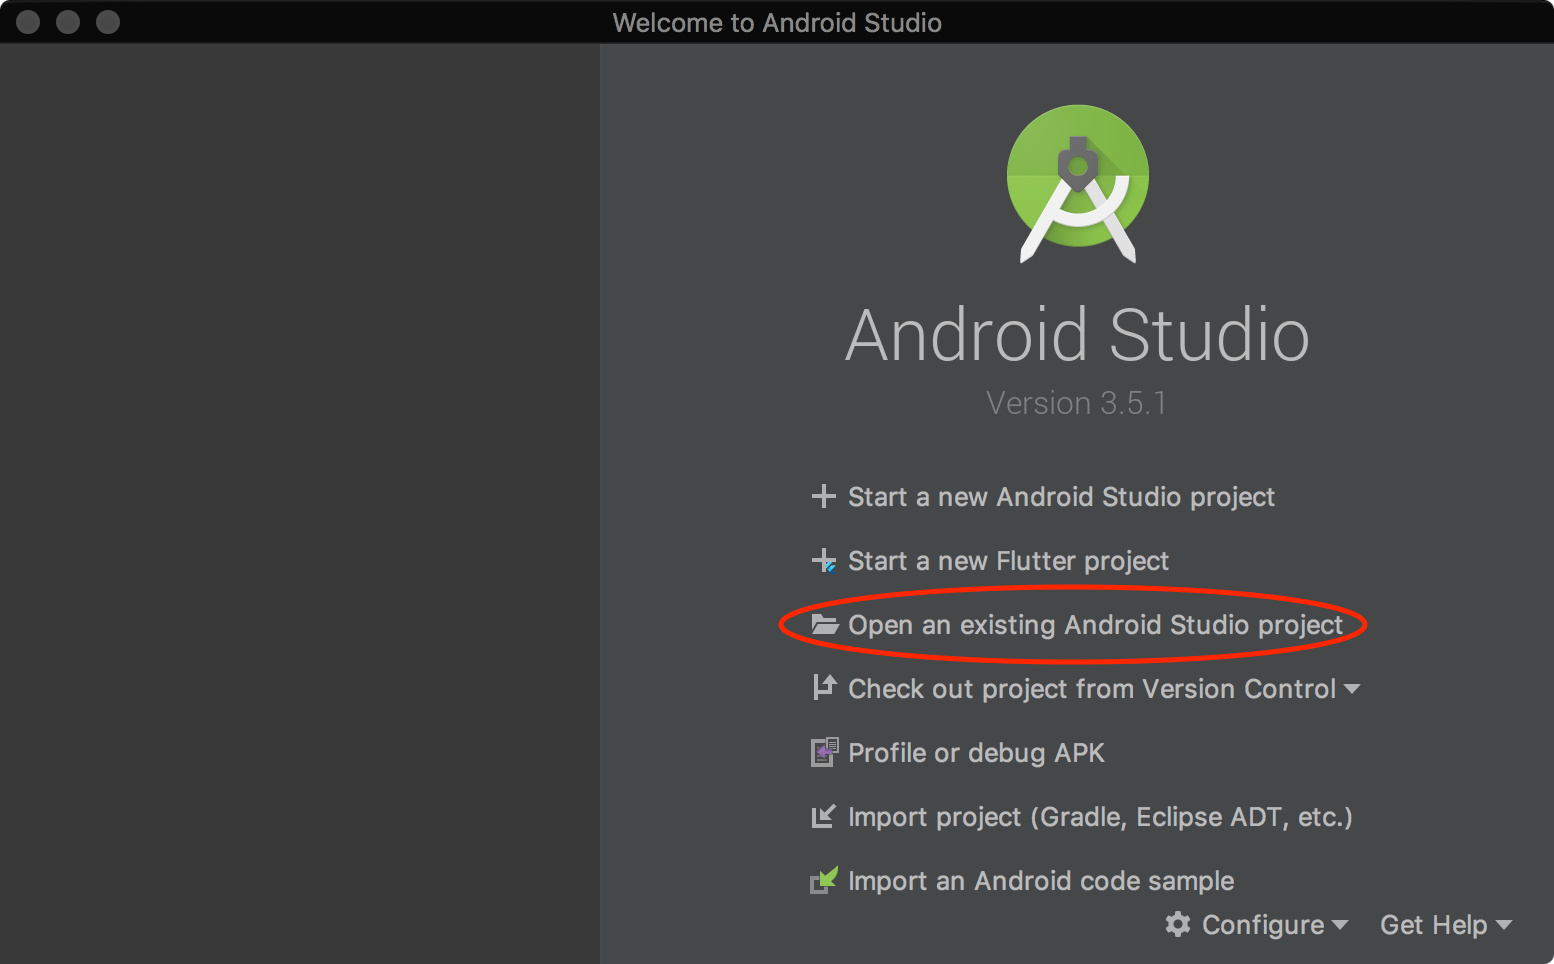 Welcome to Android Studio
Android Studio
Version 3.5.1
Start a new Android Studio project
Start a new Flutter project
Open an existing Android Studio project
Check out project from Version Control
Profile or debug APK
Import project (Gradle, Eclipse ADT, etc.)
Import an Android code sample
Configure Get Help